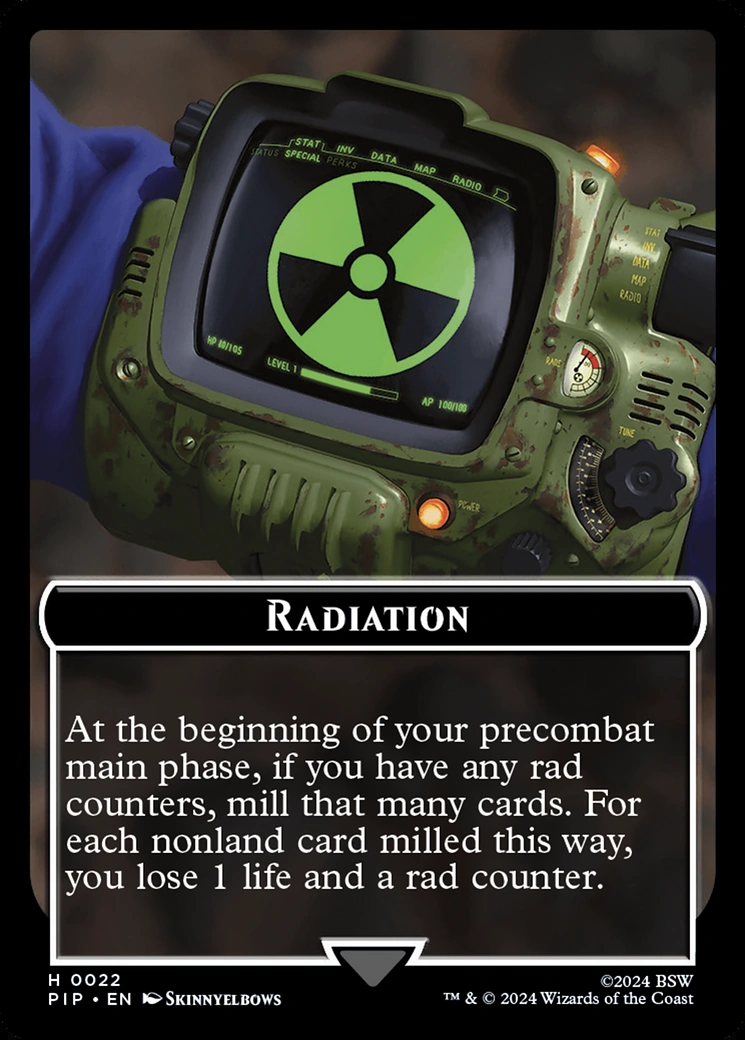 STAT INV DATA MAP RADIO
STATUS SPECIAL PERKS
STAT
INV
DATA
MAP
RADIO
RADS
HP 80/105
LEVEL 1
AP 100/100
TUNE
POWER
RADIATION
At the beginning of your precombat
main phase, if you have any rad
counters, mill that many cards. For
each nonland card milled this way,
you lose 1 life and a rad counter.
H 0022
©2024 BSW
PIP • EN SKINNYELBOWS
™ & © 2024 Wizards of the Coast